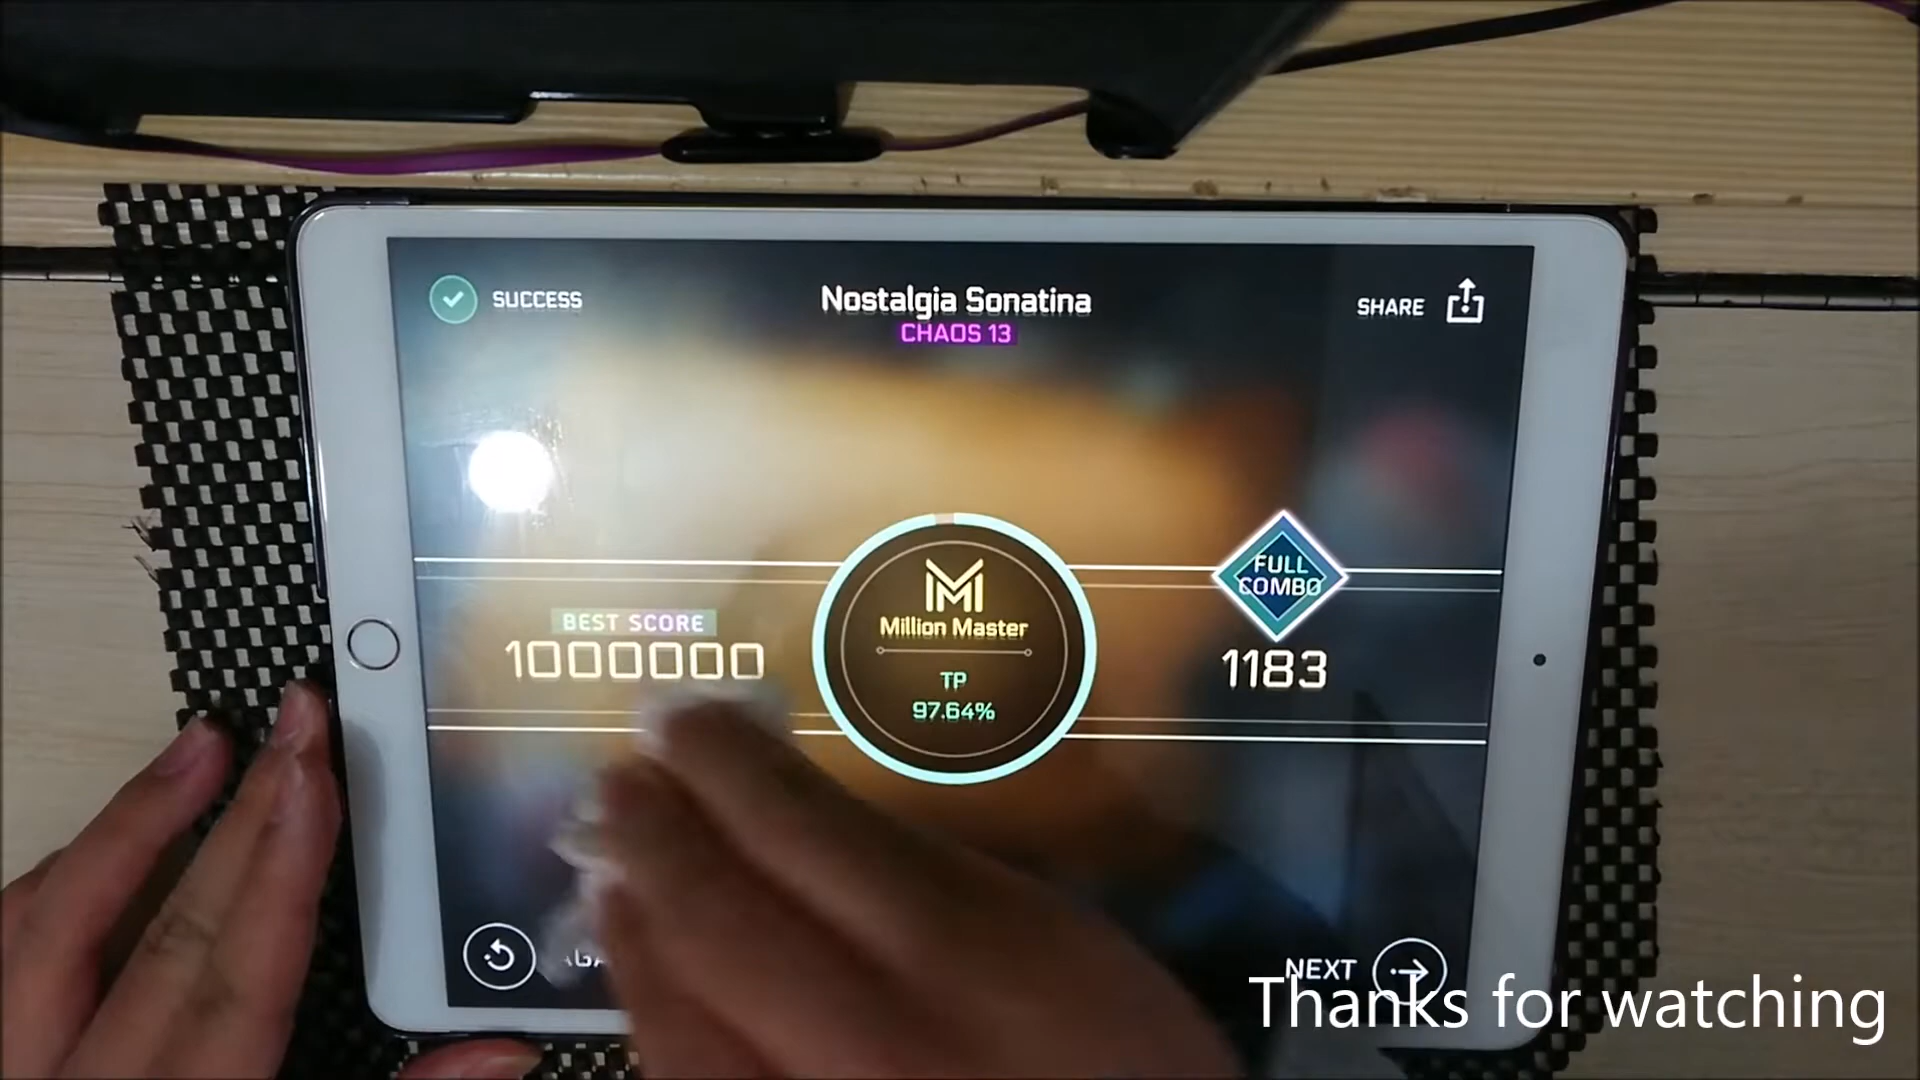 SUCCESS
Nostalgia Sonatina
CHAOS 13
SHARE
BEST SCORE
1000000
Million Master
TP
97.64%
FULL
COMBO
1183
NEXT
Thanks for watching